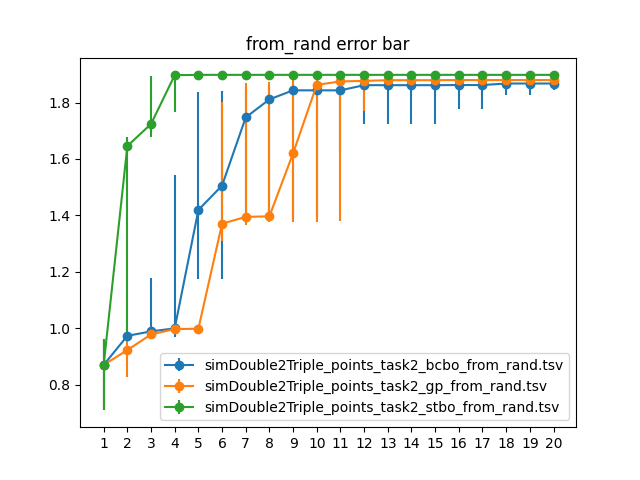 from_rand error bar
1.8
1.6
1.4
1.2
1.0
0.8
simDouble2Triple_points_task2_bcbo_from_rand.tsv
simDouble2Triple_points_task2_gp_from_rand.tsv
simDouble2Triple_points_task2_stbo_from_rand.tsv
1 2 3 4 5 6 7 8 9 10 11 12 13 14 15 16 17 18 19 20